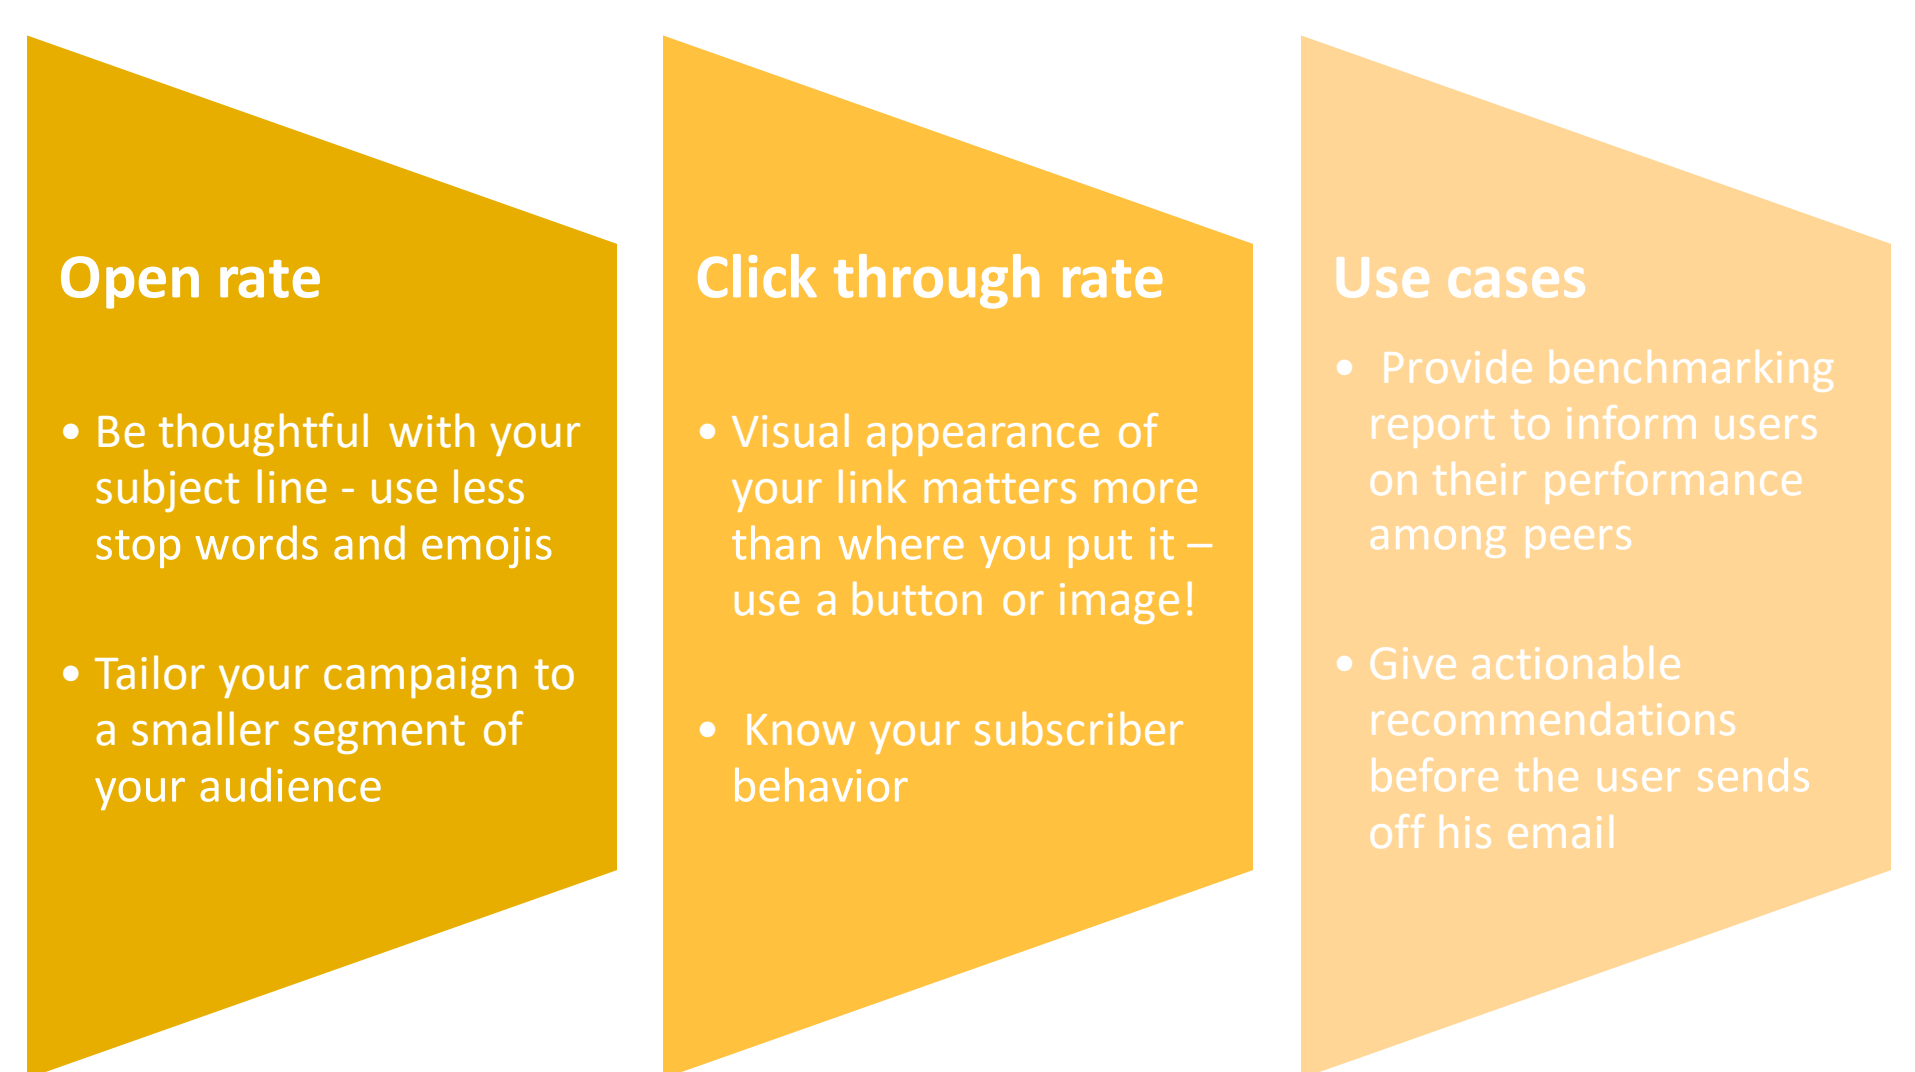 Open rate
• Be thoughtful with your
subject line - use less
stop words and emojis
• Tailor your campaign to
a smaller segment of
your audience
Click through rate
• Visual appearance of
your link matters more
than where you put it –
use a button or image!
• Know your subscriber
behavior
Use cases
• Provide benchmarking
report to inform users
on their performance
among peers
• Give actionable
recommendations
before the user sends
off his email